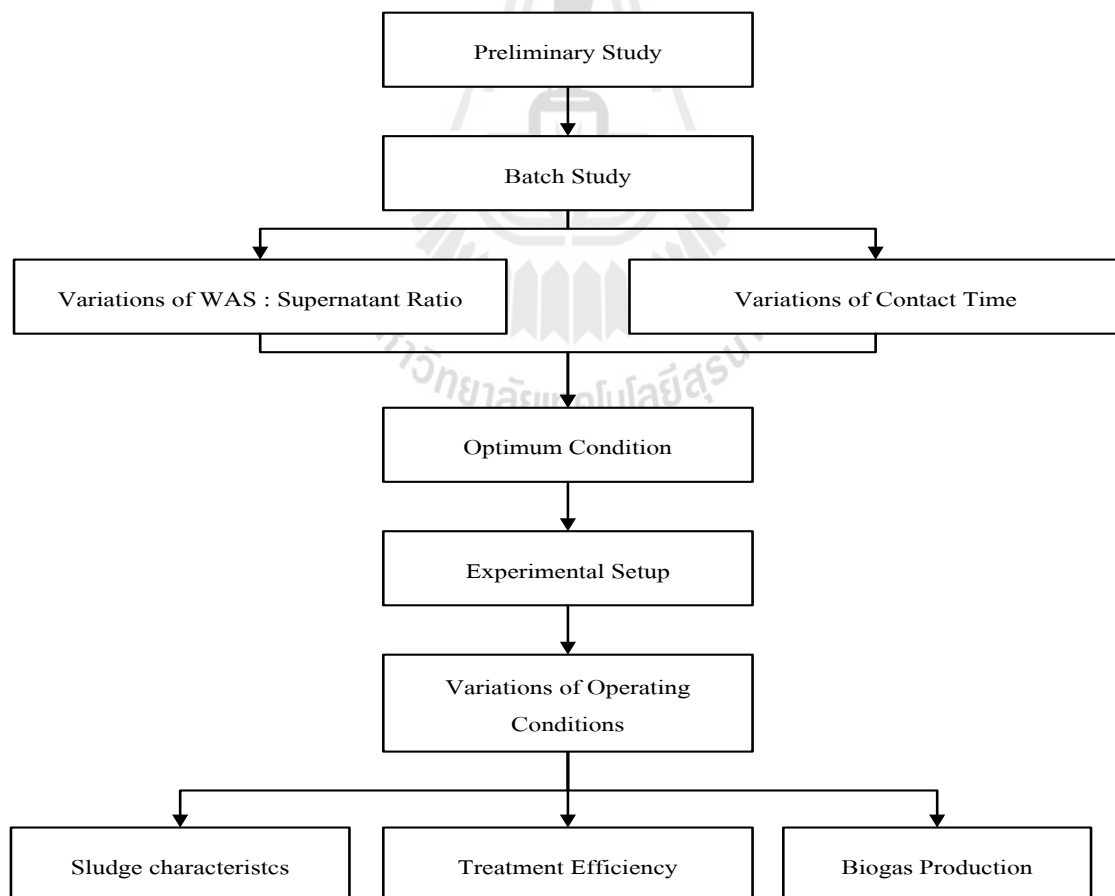 Preliminary Study
Batch Study
Variations of WAS : Supernatant Ratio
Variations of Contact Time
Optimum Condition
Experimental Setup
Variations of Operating
Conditions
Sludge characteristcs
Treatment Efficiency
Biogas Production